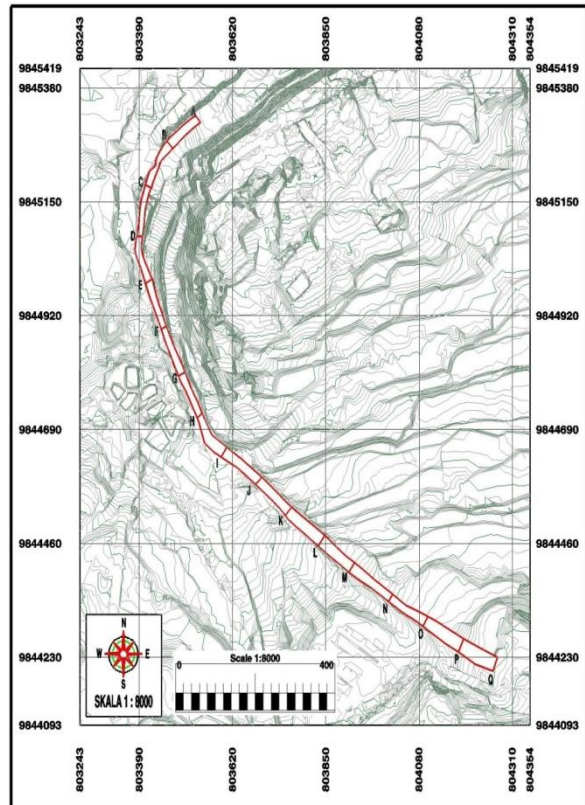 803243 803390 803620 803850 804080 804310 804354
9845419 9845419
9845380 9845380
A
B
C
9845150 9845150
D
E
9844920 9844920
F
G
H
9844690 9844690
I
J
K
L
9844460 9844460
M
N
O
P
Q
N
W E
S
SKALA 1 : 8000
Scale 1:8000
0 400
9844230 9844230
9844093 9844093
803243 803390 803620 803850 804080 804310 804354